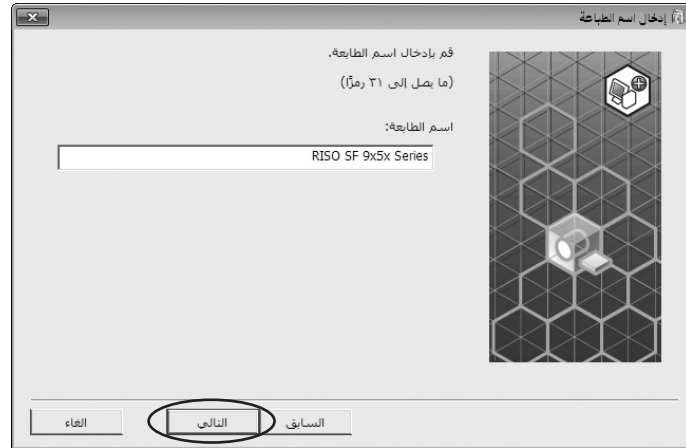 إدخال اسم الطباعة
قم بإدخال اسم الطابعة.
(ما يصل إلى ٣١ رمزًا)
اسم الطابعة:
RISO SF 9x5x Series
السابق
التالي
الغاء